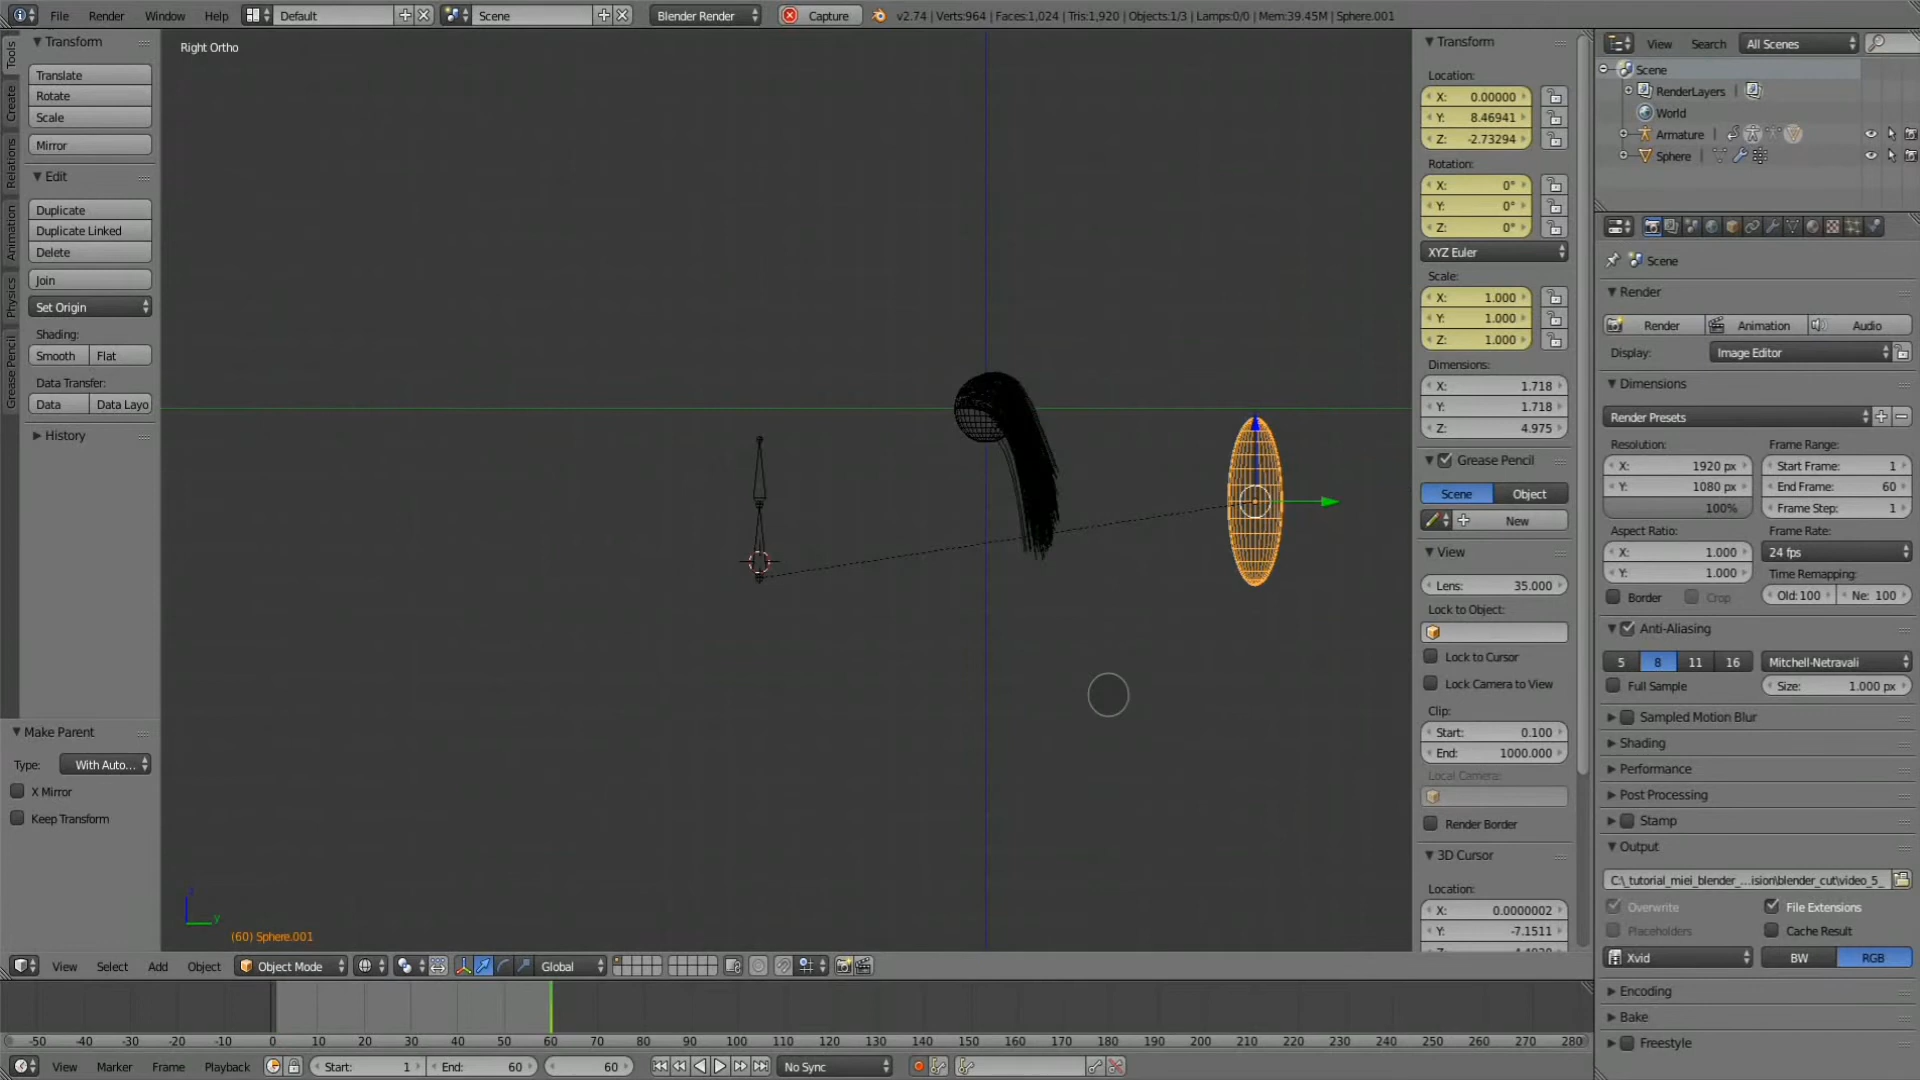 File Render Window Help Default Scene Blender Render Capture v2.74 | Verts:964 | Faces:1,024 | Tris:1,920 | Objects:1/3 | Lamps:0/0 | Mem:39.45M | Sphere.001
Tools
Create
Relations
Animation
Physics
Grease Pencil
Transform
Translate
Rotate
Scale
Mirror
Edit
Duplicate
Duplicate Linked
Delete
Join
Set Origin
Shading:
Smooth Flat
Data Transfer:
Data Data Layo
History
Make Parent
Type: With Auto...
X Mirror
Keep Transform
Right Ortho
z
y
(60) Sphere.001
Transform
Location:
X: 0.00000
Y: 8.46941
Z: -2.73294
Rotation:
X: 0°
Y: 0°
Z: 0°
XYZ Euler
Scale:
X: 1.000
Y: 1.000
Z: 1.000
Dimensions:
X: 1.718
Y: 1.718
Z: 4.975
Grease Pencil
Scene Object
New
View
Lens: 35.000
Lock to Object:
Lock to Cursor
Lock Camera to View
Clip:
Start: 0.100
End: 1000.000
Local Camera:
Render Border
3D Cursor
Location:
X: 0.0000002
Y: -7.1511
View Search All Scenes
Scene
RenderLayers
World
Armature
Sphere
Scene
Render
Render Animation Audio
Display: Image Editor
Dimensions
Render Presets
Resolution: Frame Range:
X: 1920 px Start Frame: 1
Y: 1080 px End Frame: 60
100% Frame Step: 1
Aspect Ratio: Frame Rate:
X: 1.000 24 fps
Y: 1.000 Time Remapping:
Border Crop Old:100 Ne: 100
Anti-Aliasing
5 8 11 16 Mitchell-Netravali
Full Sample Size: 1.000 px
Sampled Motion Blur
Shading
Performance
Post Processing
Stamp
Output
C:\_tutorial_miei_blender_...ision\blender_cut\video_5_
Overwrite File Extensions
Placeholders Cache Result
Xvid BW RGB
Encoding
Bake
Freestyle
View Select Add Object Object Mode Global
-50 -40 -30 -20 -10 0 10 20 30 40 50 60 70 80 90 100 110 120 130 140 150 160 170 180 190 200 210 220 230 240 250 260 270 280
View Marker Frame Playback Start: 1 End: 60 60 No Sync